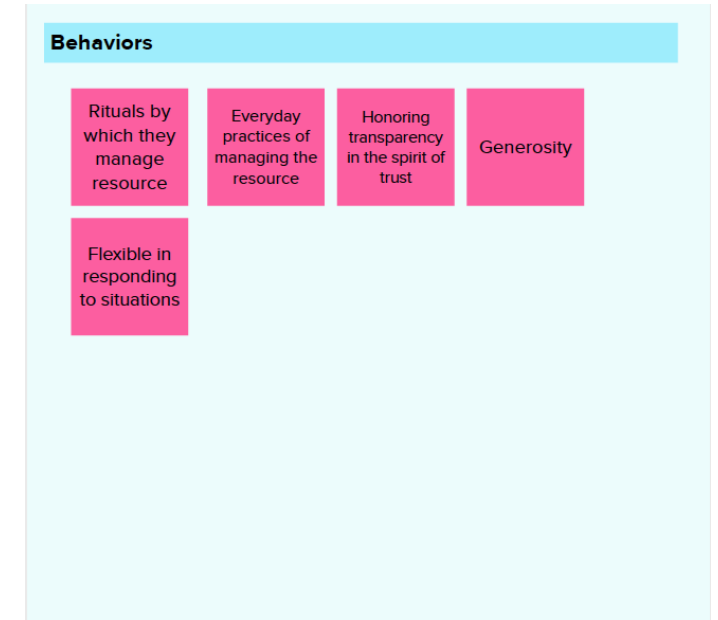 Behaviors
Rituals by
which they
manage
resource
Everyday
practices of
managing the
resource
Honoring
transparency
in the spirit of
trust
Generosity
Flexible in
responding
to situations